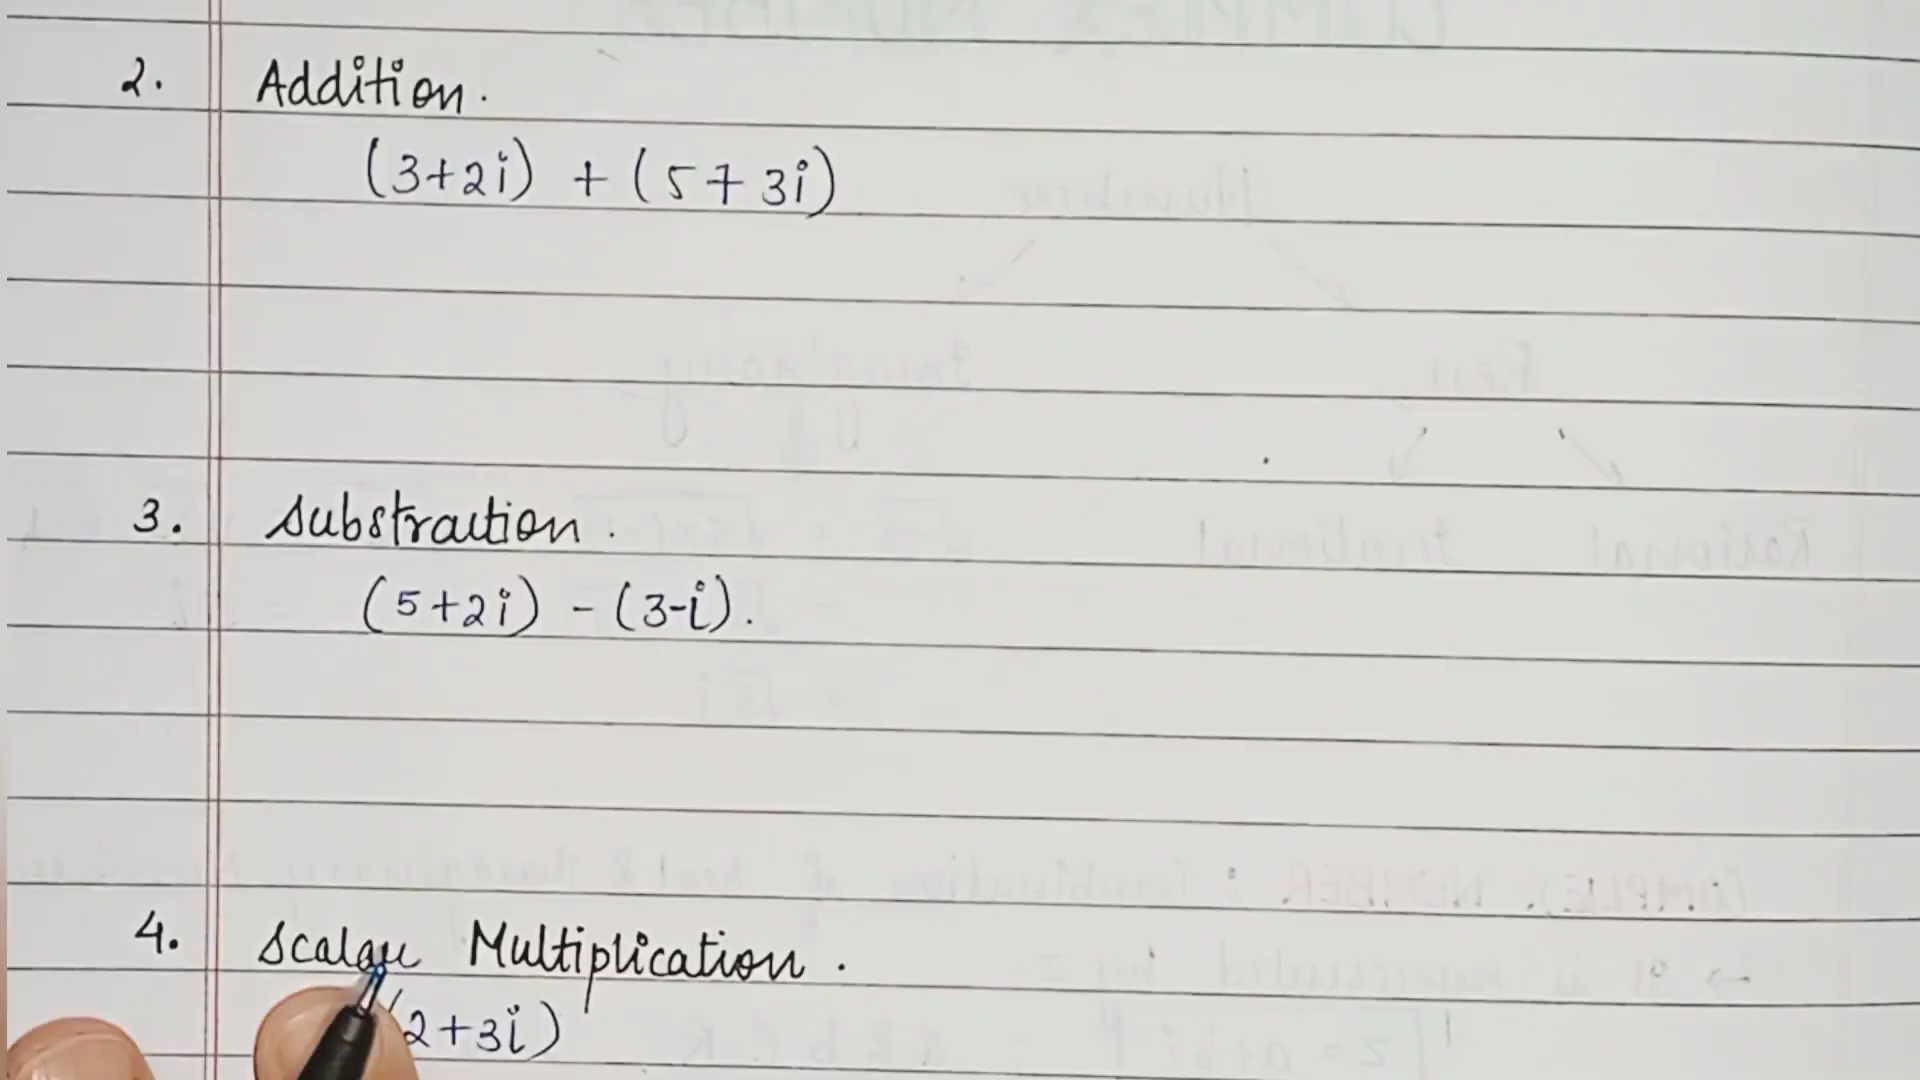 2. Addition.
(3+2i) + (5+3i)
3. Substraction.
(5+2i) - (3-i).
4. Scalar Multiplication.
(2+3i)